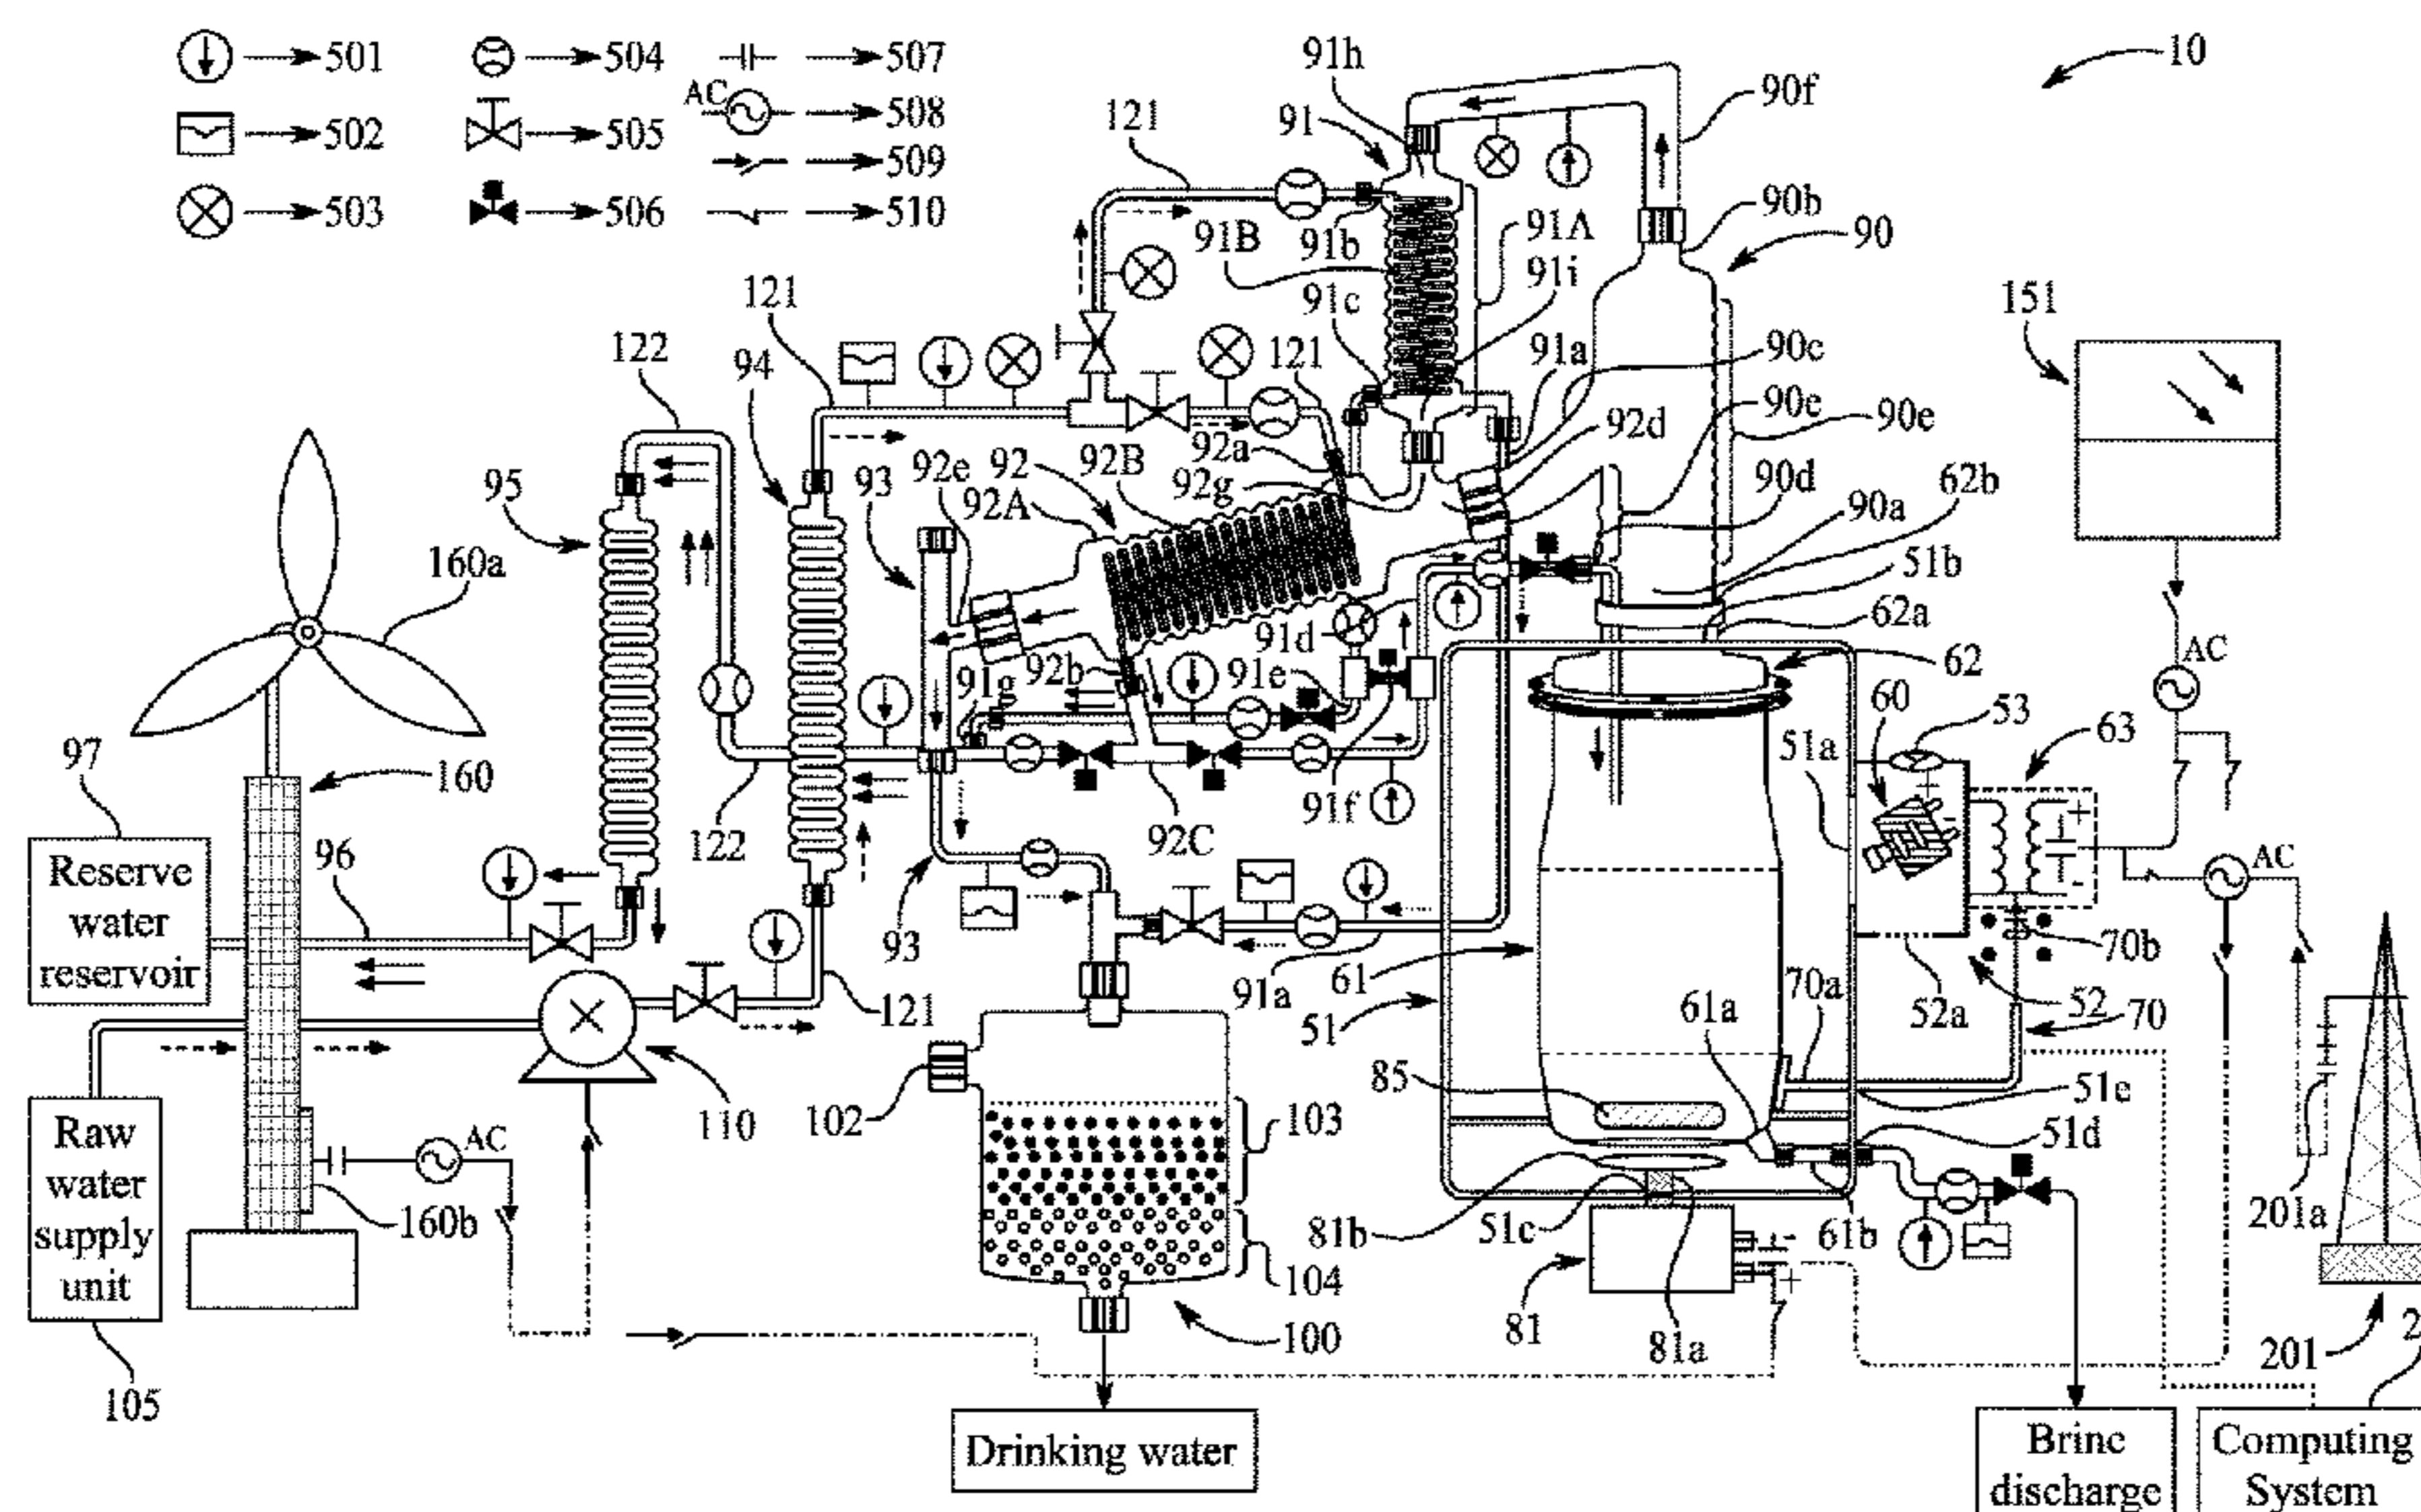 501
504
507
10
502
505
AC
508
509
503
506
510
91h
91
90f
121
90b
90
91B
91b
91A
91i
91c
91a
90c
151
121
122
94
121
90e
90e
92a
92d
92e
92
92B
92A
92g
93
95
62b
90d
90a
51b
62a
160a
91d
91e
92b
91g
62
60
53
63
51a
AC
97
160
Reserve
water
reservoir
96
122
92C
91f
93
91a
61
51
61a
70a
70b
52a
52
70
AC
121
110
102
85
103
104
51e
51d
201a
Raw
water
supply
unit
AC
160b
81b
51c
61b
81
81a
100
201
2
105
Drinking water
Brine
discharge
Computing
System